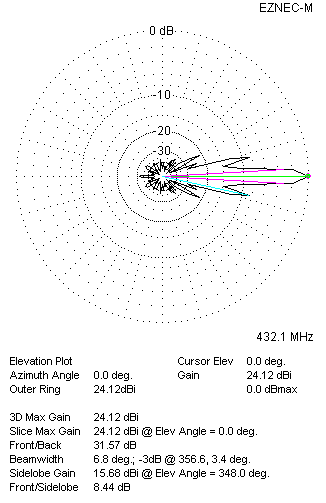 EZNEC-M
0 dB
-10
-20
-30
432.1 MHz
Elevation Plot Cursor Elev 0.0 deg.
Azimuth Angle 0.0 deg. Gain 24.12 dBi
Outer Ring 24.12dBi 0.0 dBmax
3D Max Gain 24.12 dBi
Slice Max Gain 24.12 dBi @ Elev Angle = 0.0 deg.
Front/Back 31.57 dB
Beamwidth 6.8 deg.; -3dB @ 356.6, 3.4 deg.
Sidelobe Gain 15.68 dBi @ Elev Angle = 348.0 deg.
Front/Sidelobe 8.44 dB